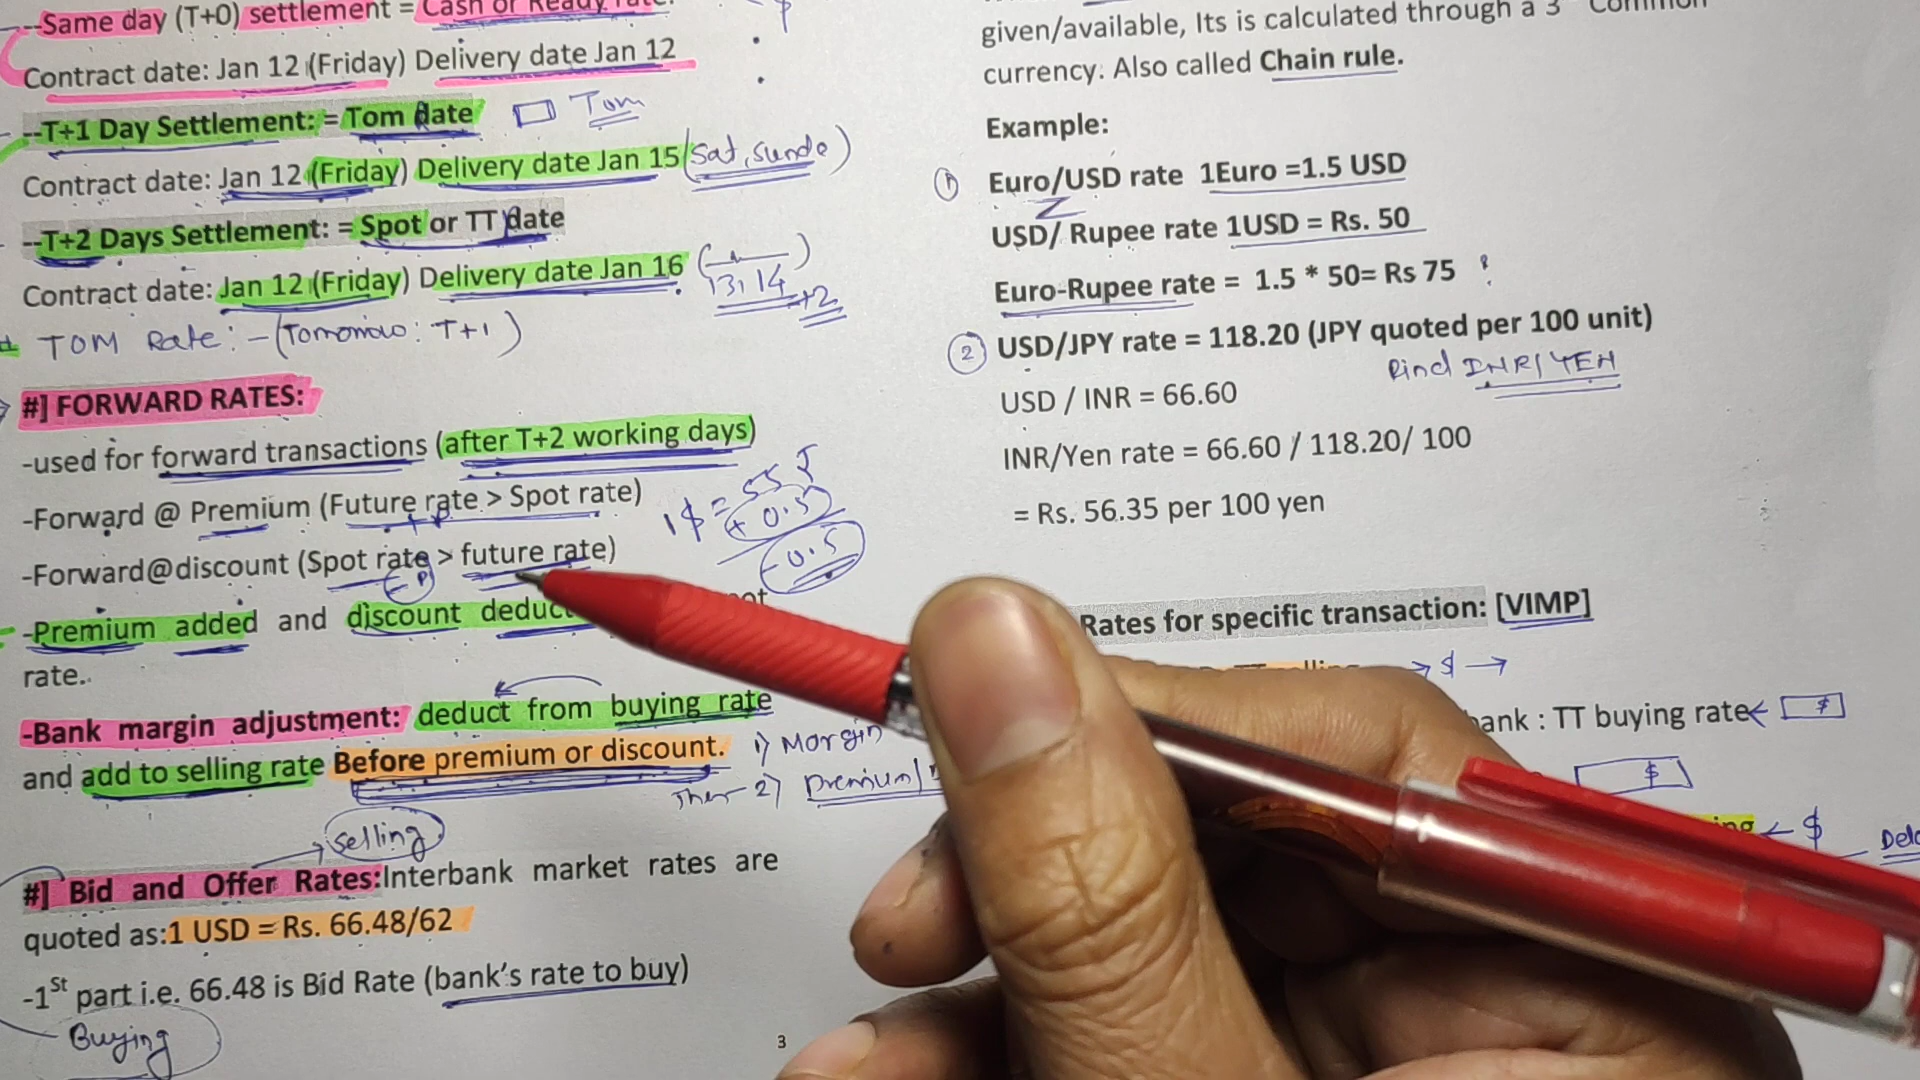 --Same day (T+0) settlement = Cash or Ready rate.
Contract date: Jan 12 (Friday) Delivery date Jan 12
--T+1 Day Settlement: = Tom date Tom
Contract date: Jan 12 (Friday) Delivery date Jan 15 (Sat, Sunda)
--T+2 Days Settlement: = Spot or TT date
Contract date: Jan 12 (Friday) Delivery date Jan 16 (13, 14) +2
TOM Rate: - (Tomorrow: T+1)
#] FORWARD RATES:
-used for forward transactions (after T+2 working days)
-Forward @ Premium (Future rate > Spot rate) 1$ = 55 ₹
+ 0.5
-Forward@discount (Spot rate > future rate) -0.5
-Premium added and discount deduct
rate.
-Bank margin adjustment: deduct from buying rate
and add to selling rate Before premium or discount. 1) Margin
Then 2) Premium/
Selling
#] Bid and Offer Rates:Interbank market rates are
quoted as:1 USD = Rs. 66.48/62
-1St part i.e. 66.48 is Bid Rate (bank's rate to buy)
Buying
3
given/available, Its is calculated through a 3 Common
currency: Also called Chain rule.
Example:
1 Euro/USD rate 1Euro =1.5 USD
USD/ Rupee rate 1USD = Rs. 50
Euro-Rupee rate = 1.5 * 50= Rs 75
2 USD/JPY rate = 118.20 (JPY quoted per 100 unit)
Find INR/YEN
USD / INR = 66.60
INR/Yen rate = 66.60 / 118.20/ 100
= Rs. 56.35 per 100 yen
Rates for specific transaction: [VIMP]
$
bank : TT buying rate $
$
$